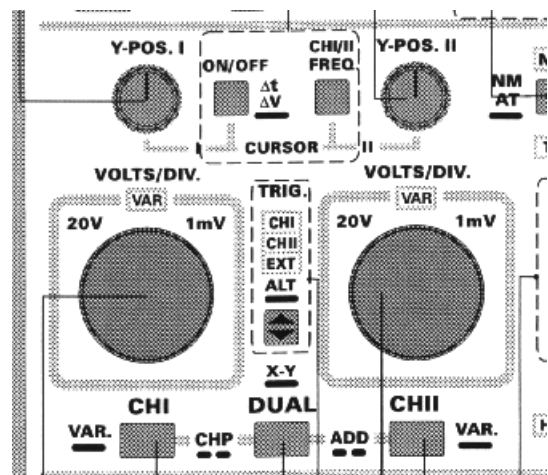 Y-POS. I
CHI/II
Y-POS. II
ON/OFF
FREQ
Δt
ΔV
NM
AT
I CURSOR II
VOLTS/DIV.
TRIG.
VOLTS/DIV.
VAR
VAR
20V
1mV
CHI
20V
1mV
CHII
EXT
ALT
X-Y
CHI
DUAL
CHII
VAR.
CHP
ADD
VAR.